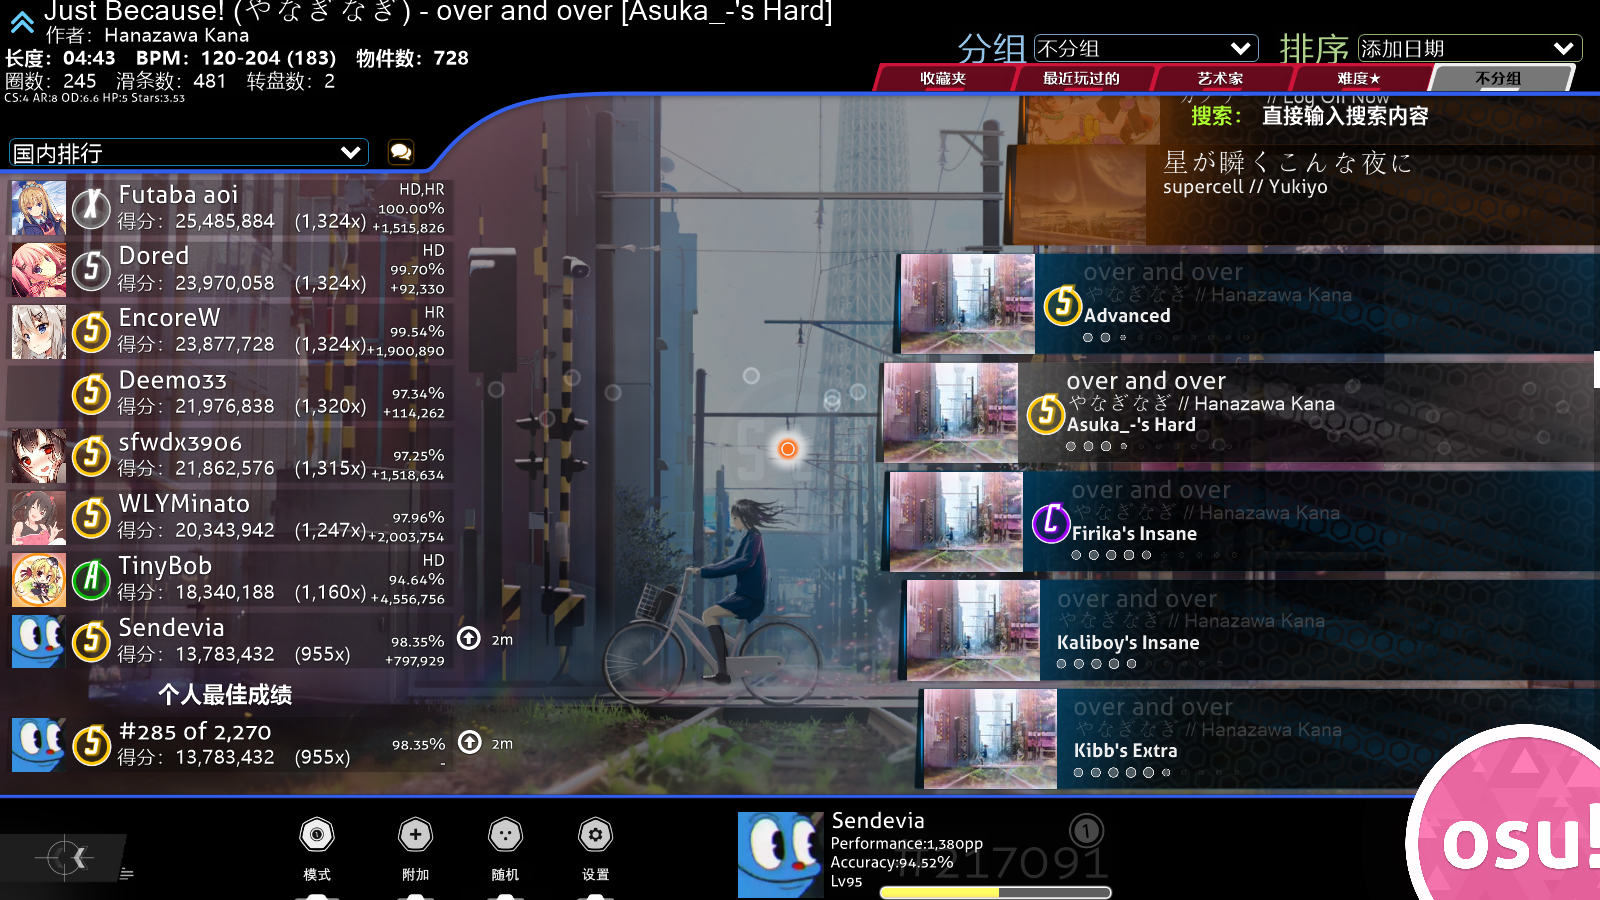 Just Because! (やなぎなぎ) - over and over [Asuka_-'s Hard]
作者：Hanazawa Kana
长度：04:43 BPM：120-204 (183) 物件数：728
圈数：245 滑条数：481 转盘数：2
CS:4 AR:8 OD:6.6 HP:5 Stars:3.53
分组 不分组 排序 添加日期
收藏夹 最近玩过的 艺术家 难度★ 不分组
// Log Off Now
搜索： 直接输入搜索内容
国内排行
星が瞬くこんな夜に
supercell // Yukiyo
Futaba aoi
得分：25,485,884 (1,324x)
HD,HR
100.00%
+1,515,826
Dored
得分：23,970,058 (1,324x)
HD
99.70%
+92,330
EncoreW
得分：23,877,728 (1,324x)
HR
99.54%
+1,900,890
Deemo33
得分：21,976,838 (1,320x)
97.34%
+114,262
sfwdx3906
得分：21,862,576 (1,315x)
97.25%
+1,518,634
WLYMinato
得分：20,343,942 (1,247x)
97.96%
+2,003,754
TinyBob
得分：18,340,188 (1,160x)
HD
94.64%
+4,556,756
Sendevia
得分：13,783,432 (955x)
98.35%
+797,929
2m
个人最佳成绩
#285 of 2,270
得分：13,783,432 (955x)
98.35%
-
2m
over and over
やなぎなぎ // Hanazawa Kana
Advanced
over and over
やなぎなぎ // Hanazawa Kana
Asuka_-'s Hard
over and over
やなぎなぎ // Hanazawa Kana
Firika's Insane
over and over
やなぎなぎ // Hanazawa Kana
Kaliboy's Insane
over and over
やなぎなぎ // Hanazawa Kana
Kibb's Extra
模式 附加 随机 设置
Sendevia
Performance:1,380pp
Accuracy:94.52%
Lv95
#217091
osu!